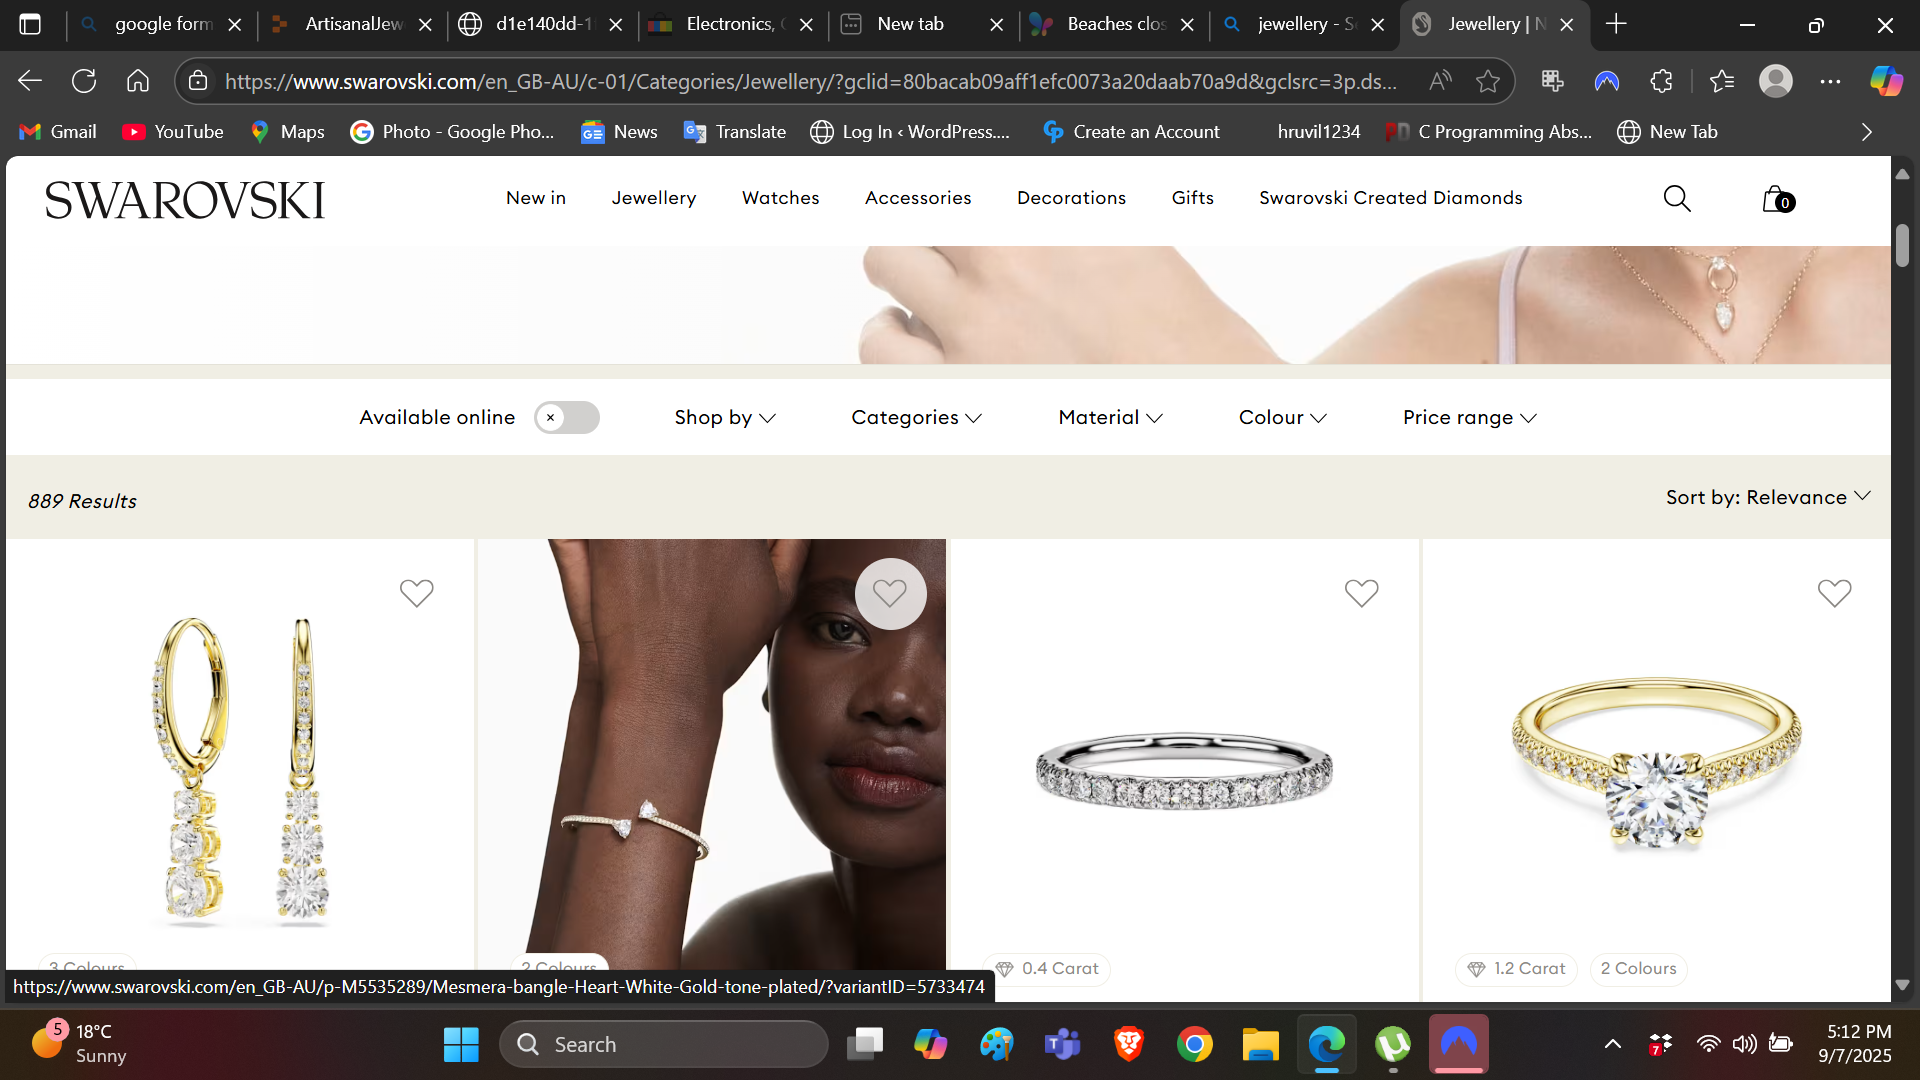 google form
ArtisanalJew
d1e140dd-1
Electronics,
New tab
Beaches clos
jewellery - S
Jewellery | N
https://www.swarovski.com/en_GB-AU/c-01/Categories/Jewellery/?gclid=80bacab09aff1efc0073a20daab70a9d&gclsrc=3p.ds...
Gmail
YouTube
Maps
Photo - Google Pho...
News
Translate
Log In ‹ WordPress....
Create an Account
hruvil1234
C Programming Abs...
New Tab
SWAROVSKI
New in
Jewellery
Watches
Accessories
Decorations
Gifts
Swarovski Created Diamonds
0
Available online
Shop by
Categories
Material
Colour
Price range
889 Results
Sort by: Relevance
3 Colours
2 Colours
0.4 Carat
1.2 Carat
2 Colours
https://www.swarovski.com/en_GB-AU/p-M5535289/Mesmera-bangle-Heart-White-Gold-tone-plated/?variantID=5733474
5
18°C
Sunny
Search
7
5:12 PM
9/7/2025